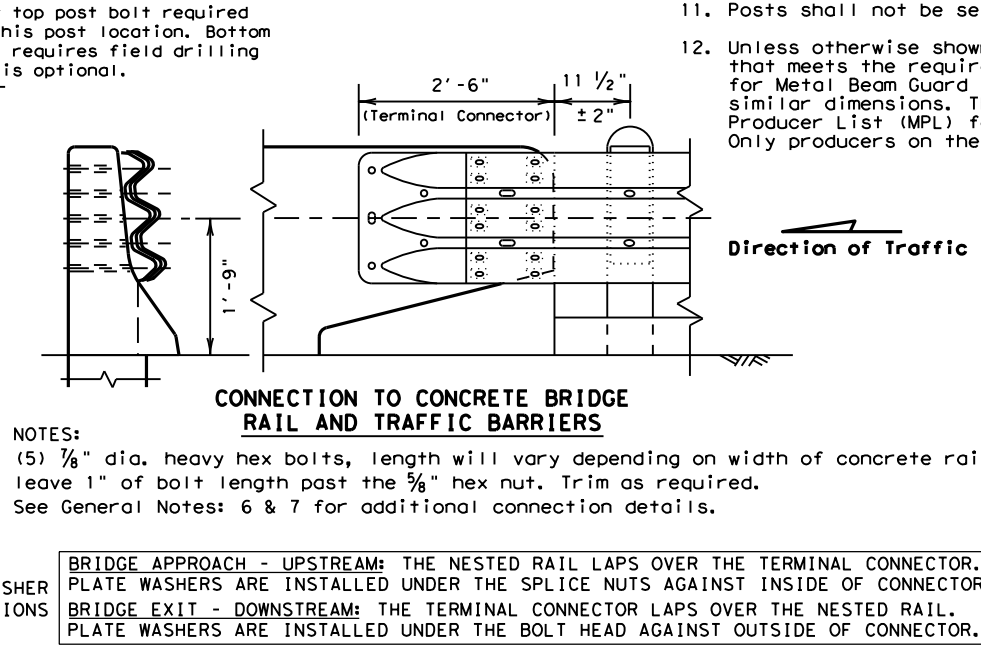 top post bolt required
his post location. Bottom
requires field drilling
is optional.
11. Posts shall not be se
12. Unless otherwise shown
that meets the require
for Metal Beam Guard
similar dimensions. T
Producer List (MPL) f
Only producers on the
2'-6"
(Terminal Connector)
11 ½"
± 2"
1'-9"
Direction of Traffic
CONNECTION TO CONCRETE BRIDGE
RAIL AND TRAFFIC BARRIERS
NOTES:
(5) ⅞" dia. heavy hex bolts, length will vary depending on width of concrete rai
leave 1" of bolt length past the ⅝" hex nut. Trim as required.
See General Notes: 6 & 7 for additional connection details.
BRIDGE APPROACH - UPSTREAM: THE NESTED RAIL LAPS OVER THE TERMINAL CONNECTOR.
SHER PLATE WASHERS ARE INSTALLED UNDER THE SPLICE NUTS AGAINST INSIDE OF CONNECTOR
IONS BRIDGE EXIT - DOWNSTREAM: THE TERMINAL CONNECTOR LAPS OVER THE NESTED RAIL.
PLATE WASHERS ARE INSTALLED UNDER THE BOLT HEAD AGAINST OUTSIDE OF CONNECTOR.